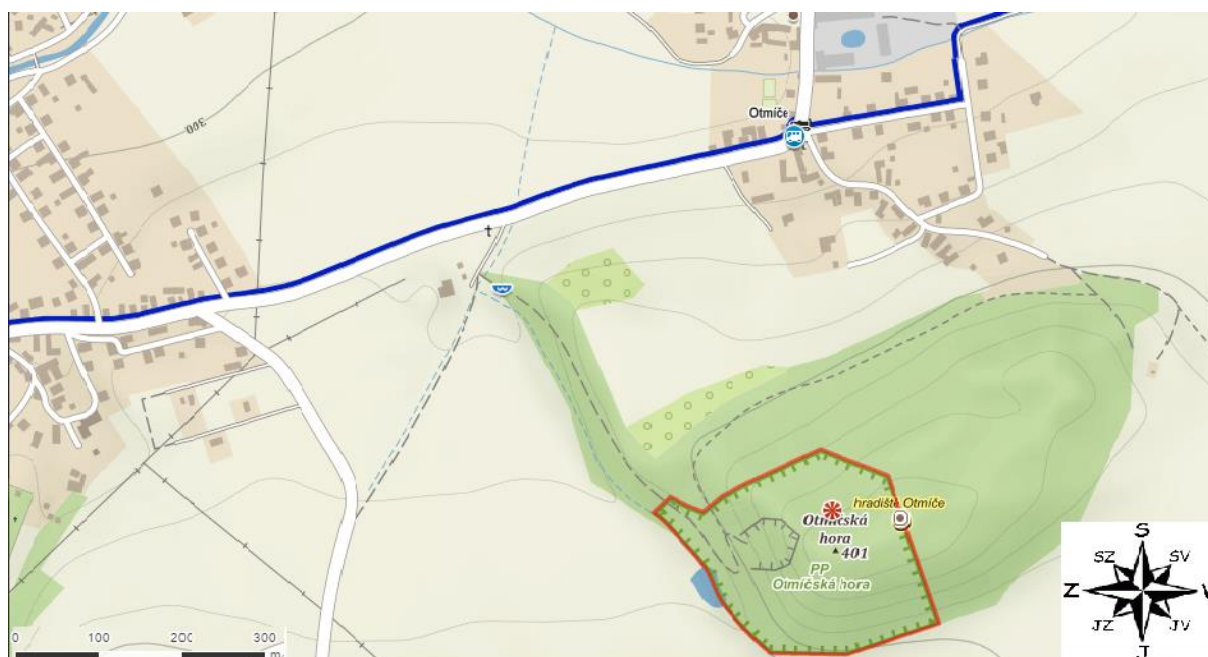 Otmíče
300
hradiště Otmíče
Otmíčská
hora
401
PP
Otmíčská hora
S
SZ SV
Z V
JZ JV
J
0 100 200 300
m